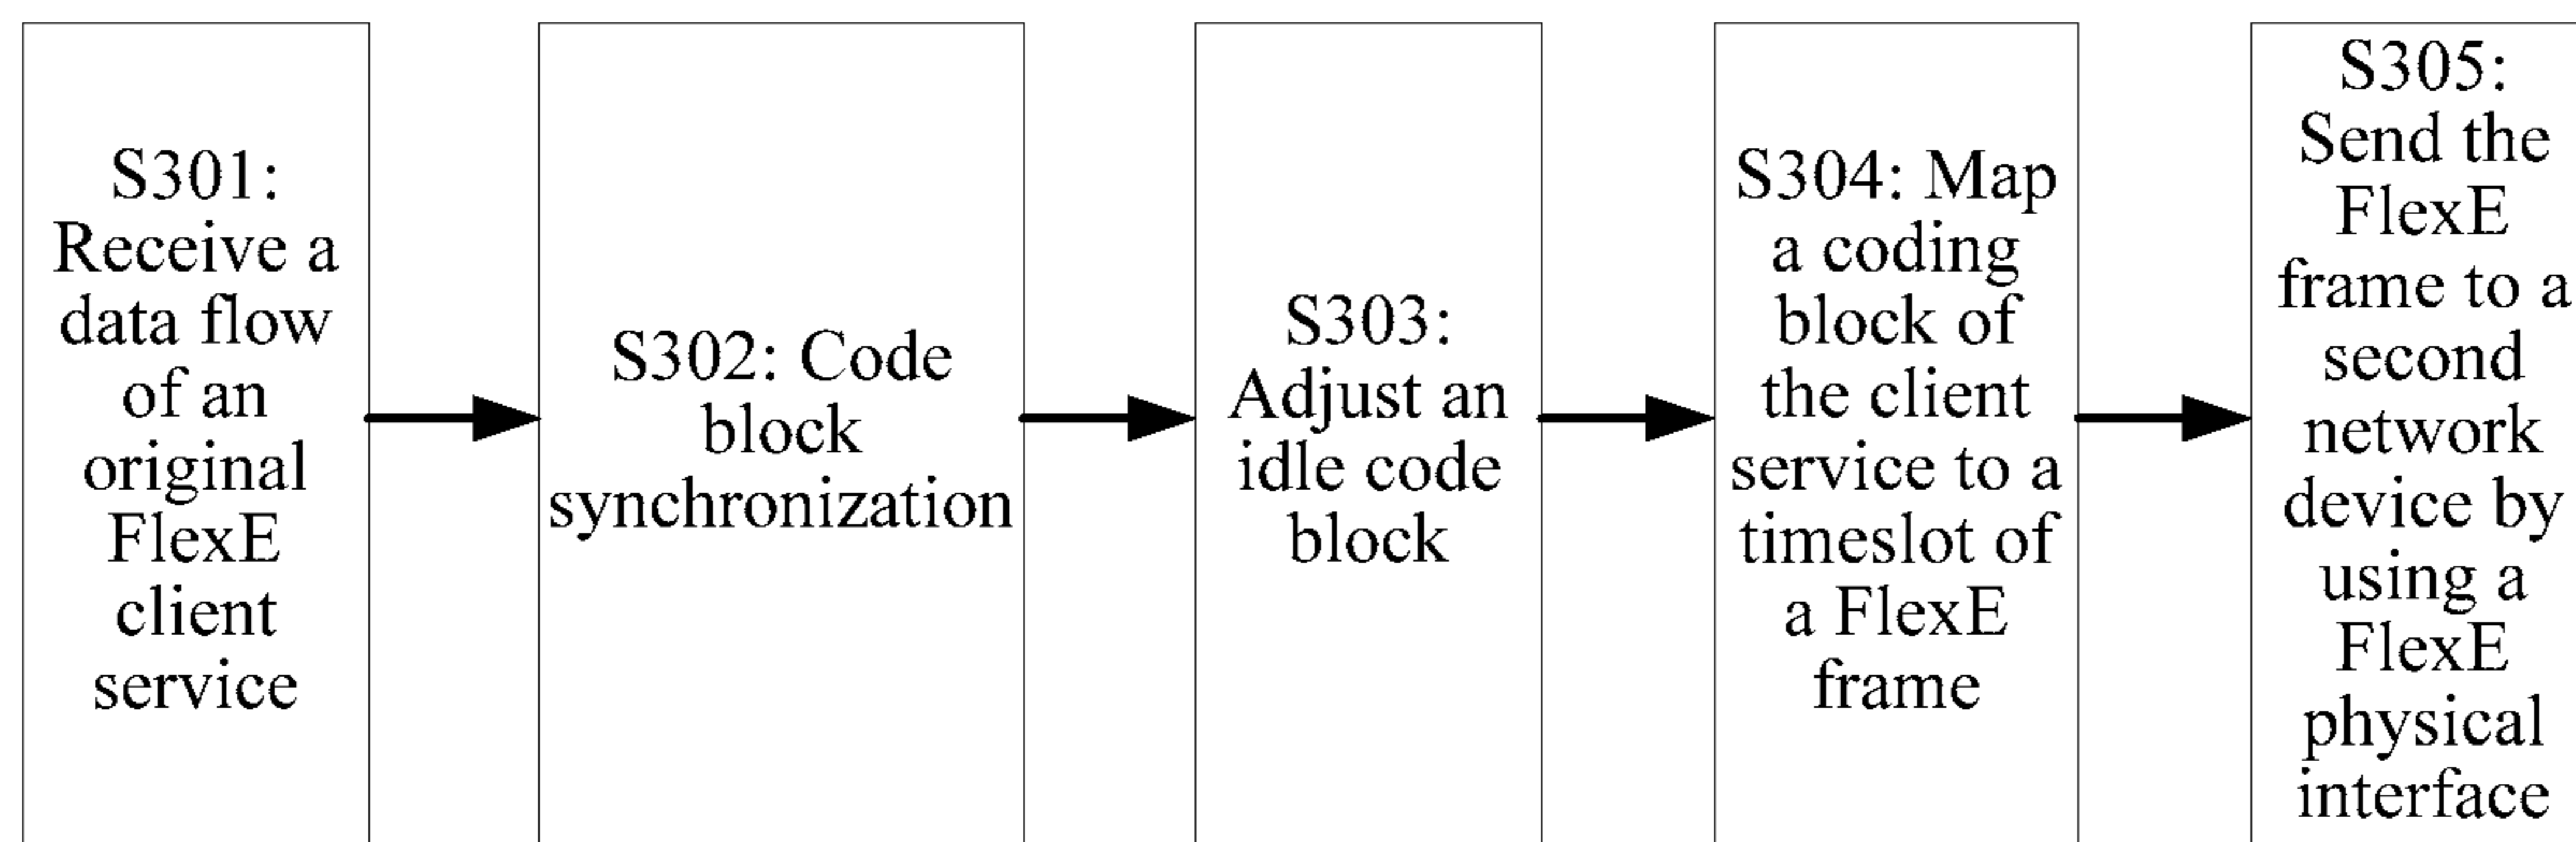 S301:
Receive a
data flow
of an
original
FlexE
client
service
S302: Code
block
synchronization
S303:
Adjust an
idle code
block
S304: Map
a coding
block of
the client
service to a
timeslot of
a FlexE
frame
S305:
Send the
FlexE
frame to a
second
network
device by
using a
FlexE
physical
interface